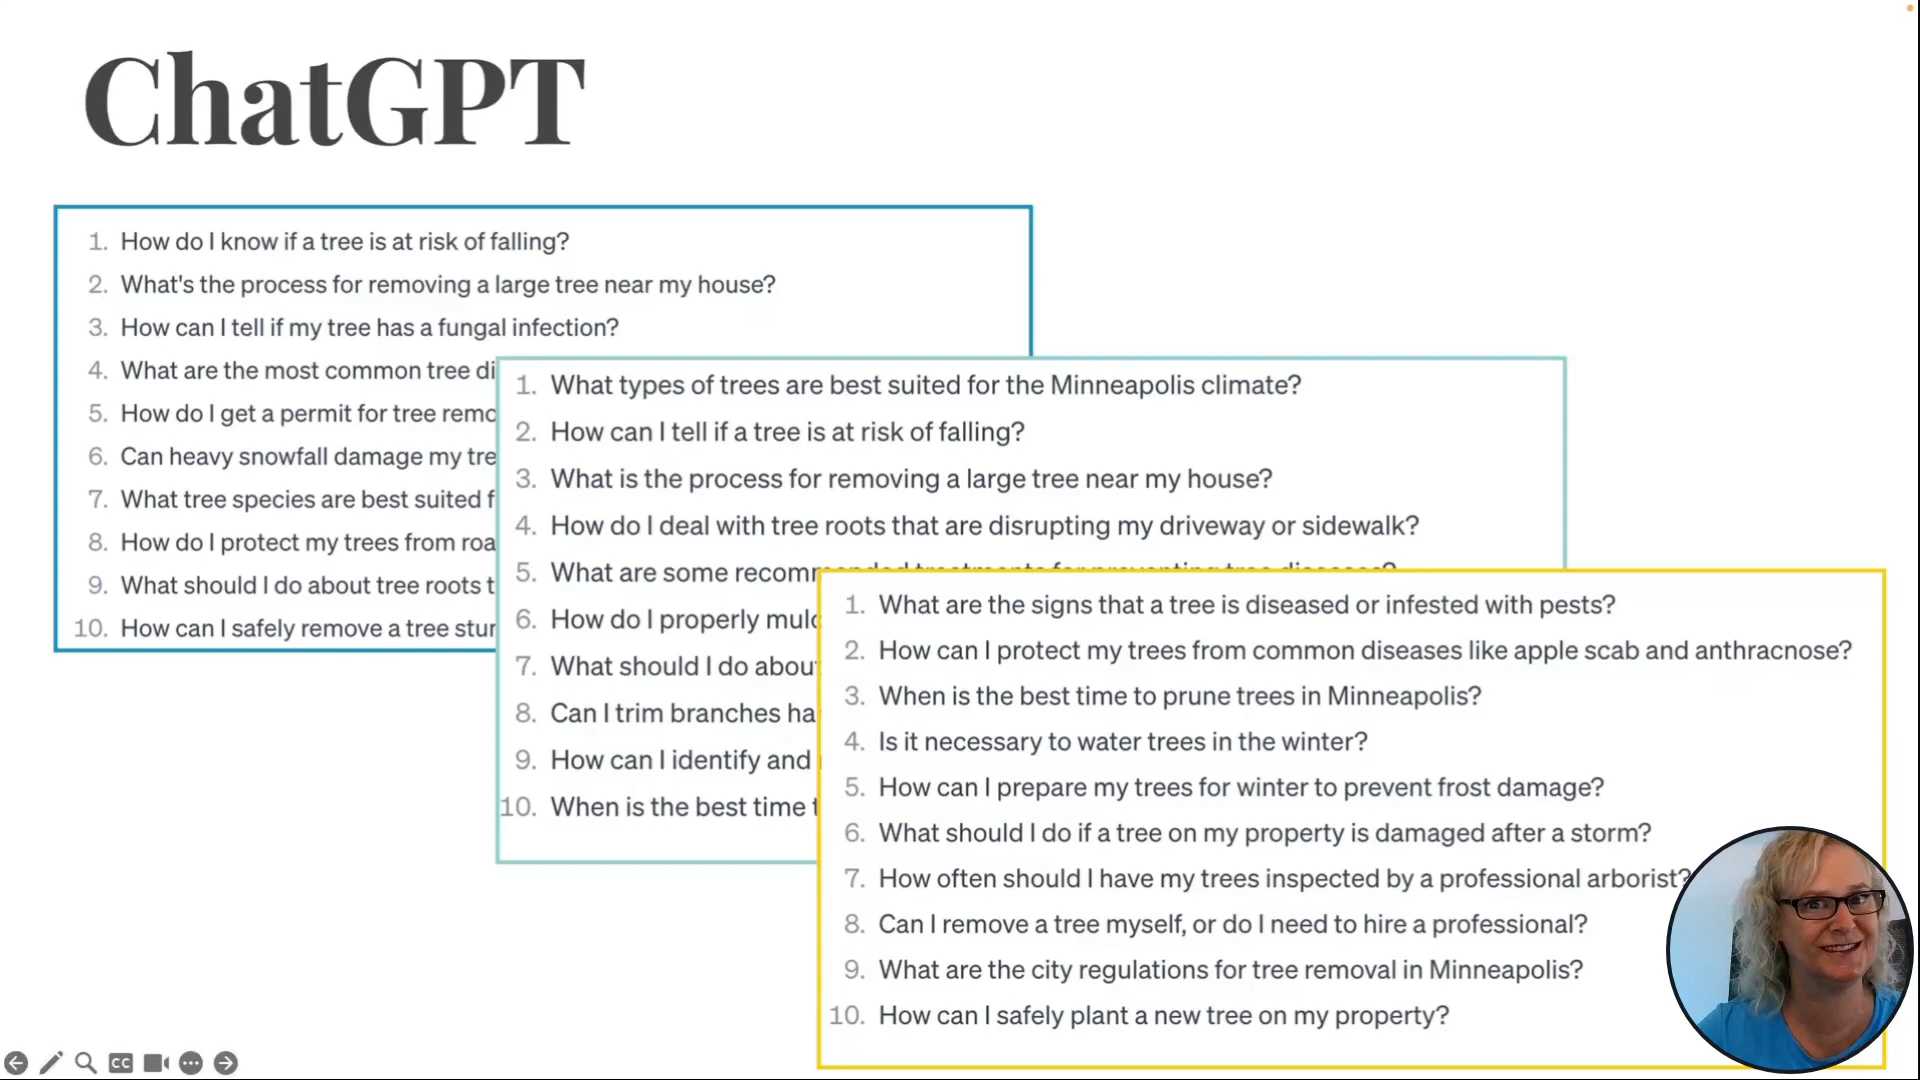 ChatGPT
1. How do I know if a tree is at risk of falling?
2. What's the process for removing a large tree near my house?
3. How can I tell if my tree has a fungal infection?
4. What are the most common tree
5. How do I get a permit for tree
6. Can heavy snowfall damage my
7. What tree species are best suited
8. How do I protect my trees from
9. What should I do about tree roots
10. How can I safely remove a tree
1. What types of trees are best suited for the Minneapolis climate?
2. How can I tell if a tree is at risk of falling?
3. What is the process for removing a large tree near my house?
4. How do I deal with tree roots that are disrupting my driveway or sidewalk?
5. What are some recommended treatments for preventing tree diseases?
6. How do I properly
7. What should I do about
8. Can I trim branches
9. How can I identify and
10. When is the best time
1. What are the signs that a tree is diseased or infested with pests?
2. How can I protect my trees from common diseases like apple scab and anthracnose?
3. When is the best time to prune trees in Minneapolis?
4. Is it necessary to water trees in the winter?
5. How can I prepare my trees for winter to prevent frost damage?
6. What should I do if a tree on my property is damaged after a storm?
7. How often should I have my trees inspected by a professional arborist?
8. Can I remove a tree myself, or do I need to hire a professional?
9. What are the city regulations for tree removal in Minneapolis?
10. How can I safely plant a new tree on my property?
CC